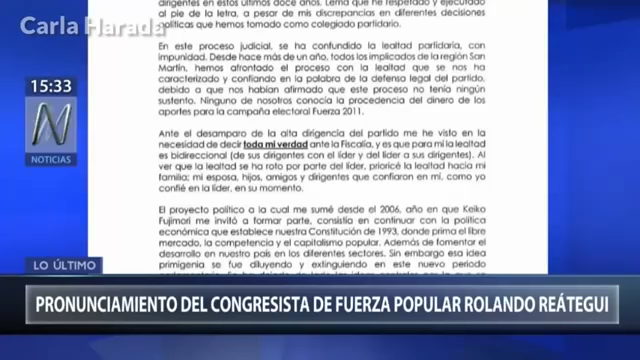 Carla Harada
dirigentes en estos últimos doce años. Lema que he respetado y ejecutado
al pie de la letra, a pesar de mis discrepancias en diferentes decisiones
políticas que hemos tomado como colegiado partidario.
En este proceso judicial, se ha confundido la lealtad partidaria, con
impunidad. Desde hace más de un año, todos los implicados de la región San
Martín, hemos afrontado el proceso con la lealtad que se nos ha
caracterizado y confiando en la palabra de la defensa legal del partido,
debido a que nos habían afirmado que este proceso no tenía ningún
sustento. Ninguno de nosotros conocía la procedencia del dinero de los
aportes para la campaña electoral Fuerza 2011.
Ante el desamparo de la alta dirigencia del partido me he visto en la
necesidad de decir toda mi verdad ante la Fiscalía, y es que para mí la lealtad
es bidireccional (de sus dirigentes con el líder y del líder a sus dirigentes). Al
ver que la lealtad se ha roto por parte del líder, prioricé la lealtad hacia mi
familia; mi esposa, hijos, amigos y dirigentes que confiaron en mí, como yo
confié en la líder, en su momento.
El proyecto político a la cual me sumé desde el 2006, año en que Keiko
Fujimori me invitó a formar parte, consistía en continuar con la política
económica que establece nuestra Constitución de 1993, donde prima el libre
mercado, la competencia y el capitalismo popular. Además de fomentar el
desarrollo en nuestro país en los diferentes sectores. Sin embargo esa idea
primigenia se fue diluyendo y extinguiendo en este nuevo periodo
15:33
N
NOTICIAS
LO ÚLTIMO
PRONUNCIAMIENTO DEL CONGRESISTA DE FUERZA POPULAR ROLANDO REÁTEGUI